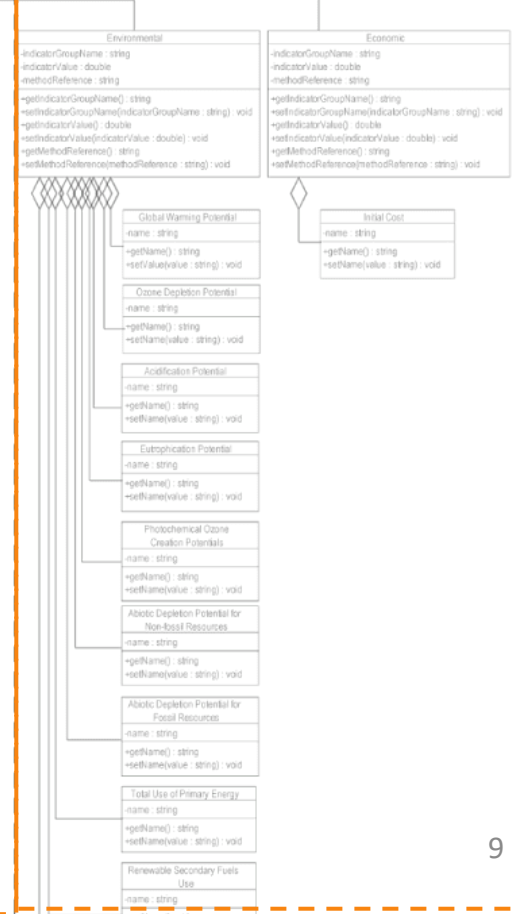 Environmental
-indicatorGroupName : string
-indicatorValue : double
-methodReference : string
+getIndicatorGroupName() : string
+setIndicatorGroupName(indicatorGroupName : string) : void
+getIndicatorValue() : double
+setIndicatorValue(indicatorValue : double) : void
+getMethodReference() : string
+setMethodReference(methodReference : string) : void
Economic
-indicatorGroupName : string
-indicatorValue : double
-methodReference : string
+getIndicatorGroupName() : string
+setIndicatorGroupName(indicatorGroupName : string) : void
+getIndicatorValue() : double
+setIndicatorValue(indicatorValue : double) : void
+getMethodReference() : string
+setMethodReference(methodReference : string) : void
Global Warming Potential
-name : string
+getName() : string
+setValue(value : string) : void
Initial Cost
-name : string
+getName() : string
+setName(value : string) : void
Ozone Depletion Potential
-name : string
+getName() : string
+setName(value : string) : void
Acidification Potential
-name : string
+getName() : string
+setName(value : string) : void
Eutrophication Potential
-name : string
+getName() : string
+setName(value : string) : void
Photochemical Ozone
Creation Potentials
-name : string
+getName() : string
+setName(value : string) : void
Abiotic Depletion Potential for
Non-fossil Resources
-name : string
+getName() : string
+setName(value : string) : void
Abiotic Depletion Potential for
Fossil Resources
-name : string
+getName() : string
+setName(value : string) : void
Total Use of Primary Energy
-name : string
+getName() : string
+setName(value : string) : void
9
Renewable Secondary Fuels
Use
-name : string